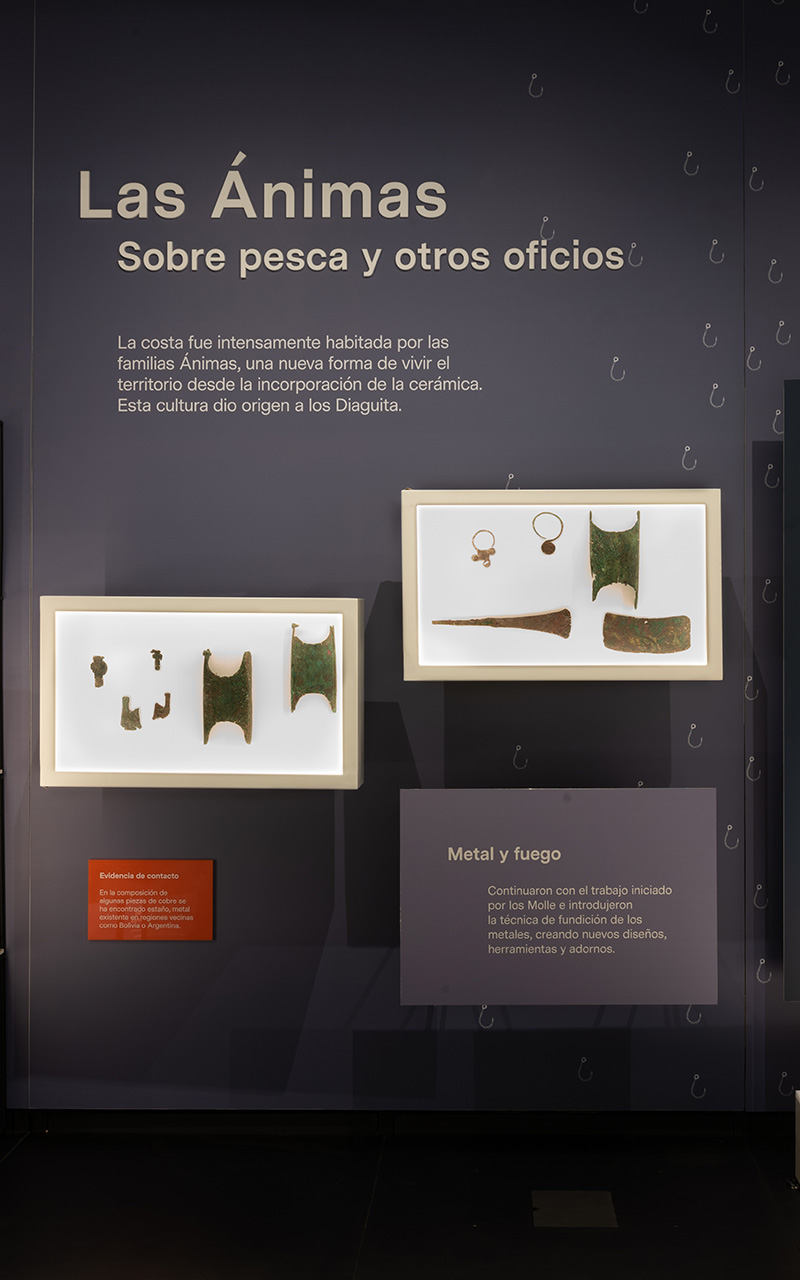 Las Ánimas
Sobre pesca y otros oficios
La costa fue intensamente habitada por las
familias Ánimas, una nueva forma de vivir el
territorio desde la incorporación de la cerámica.
Esta cultura dio origen a los Diaguita.
Evidencia de contacto
En la composición de
algunas piezas de cobre se
ha encontrado estaño, metal
existente en regiones vecinas
como Bolivia o Argentina.
Metal y fuego
Continuaron con el trabajo iniciado
por los Molle e introdujeron
la técnica de fundición de los
metales, creando nuevos diseños,
herramientas y adornos.